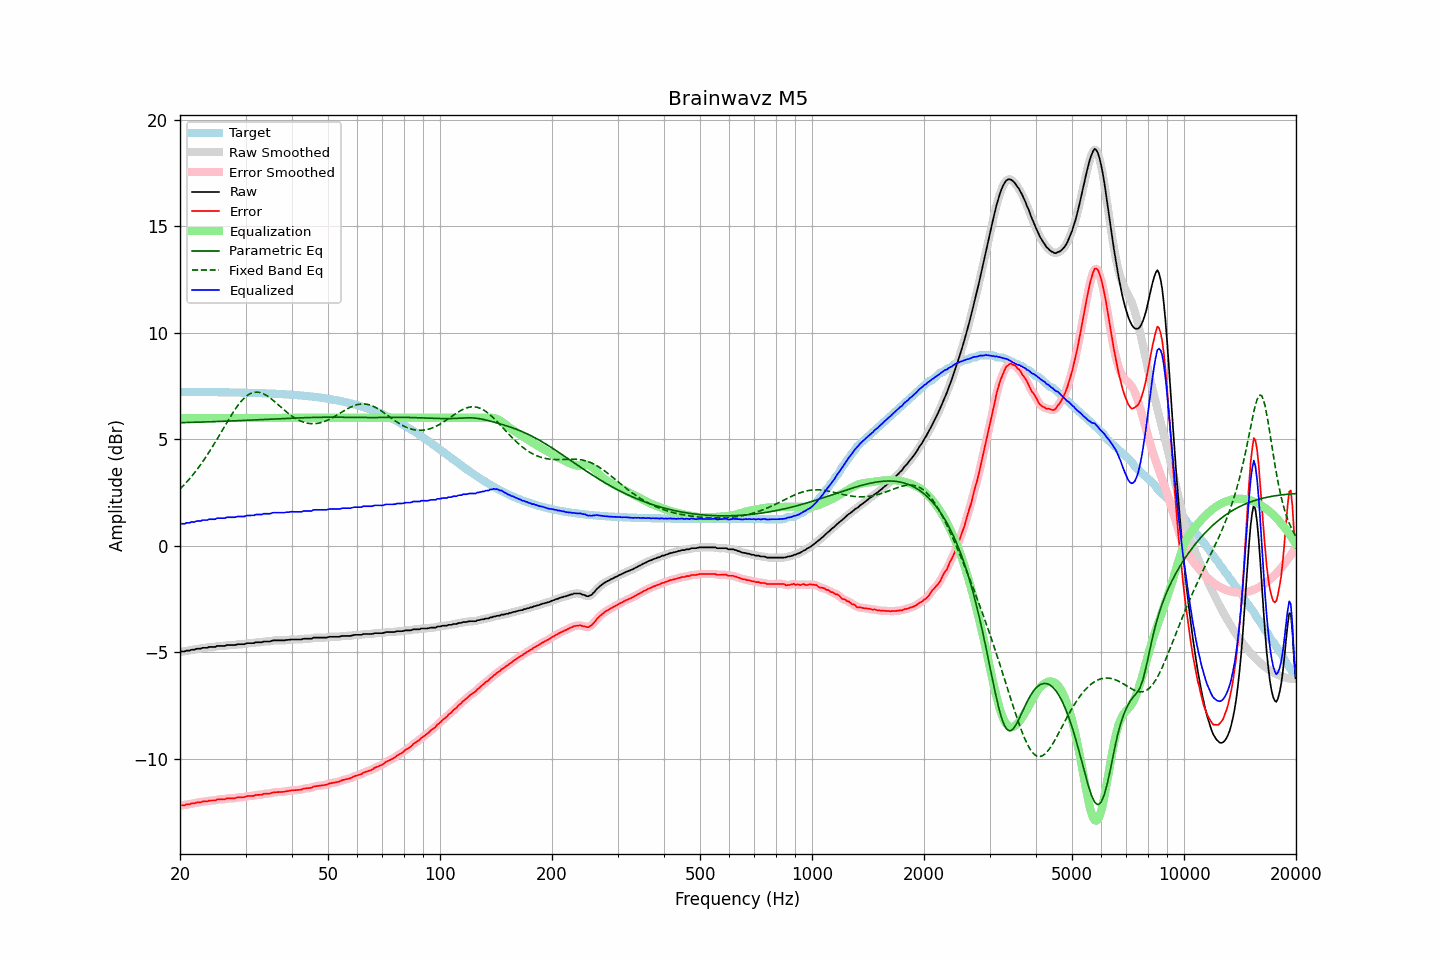 Brainwavz M5
Target
Raw Smoothed
Error Smoothed
Raw
Error
Equalization
Parametric Eq
Fixed Band Eq
Equalized
20
15
10
5
0
−5
−10
Amplitude (dBr)
20
50
100
200
500
1000
2000
5000
10000
20000
Frequency (Hz)